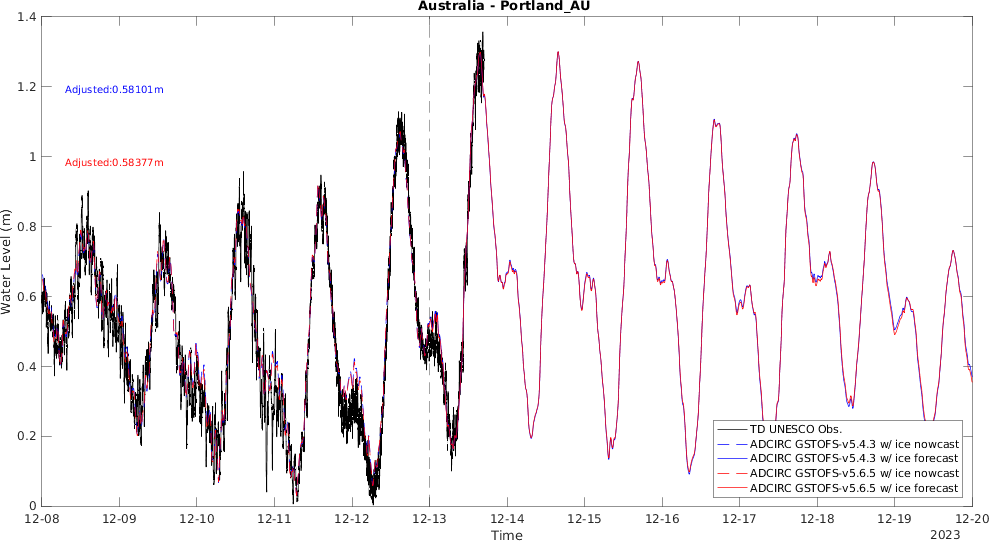 Australia - Portland_AU
1.4
1.2
1
0.8
0.6
0.4
0.2
0
Water Level (m)
Adjusted:0.58101m
Adjusted:0.58377m
TD UNESCO Obs.
ADCIRC GSTOFS-v5.4.3 w/ ice nowcast
ADCIRC GSTOFS-v5.4.3 w/ ice forecast
ADCIRC GSTOFS-v5.6.5 w/ ice nowcast
ADCIRC GSTOFS-v5.6.5 w/ ice forecast
12-08 12-09 12-10 12-11 12-12 12-13 12-14 12-15 12-16 12-17 12-18 12-19 12-20
Time
2023